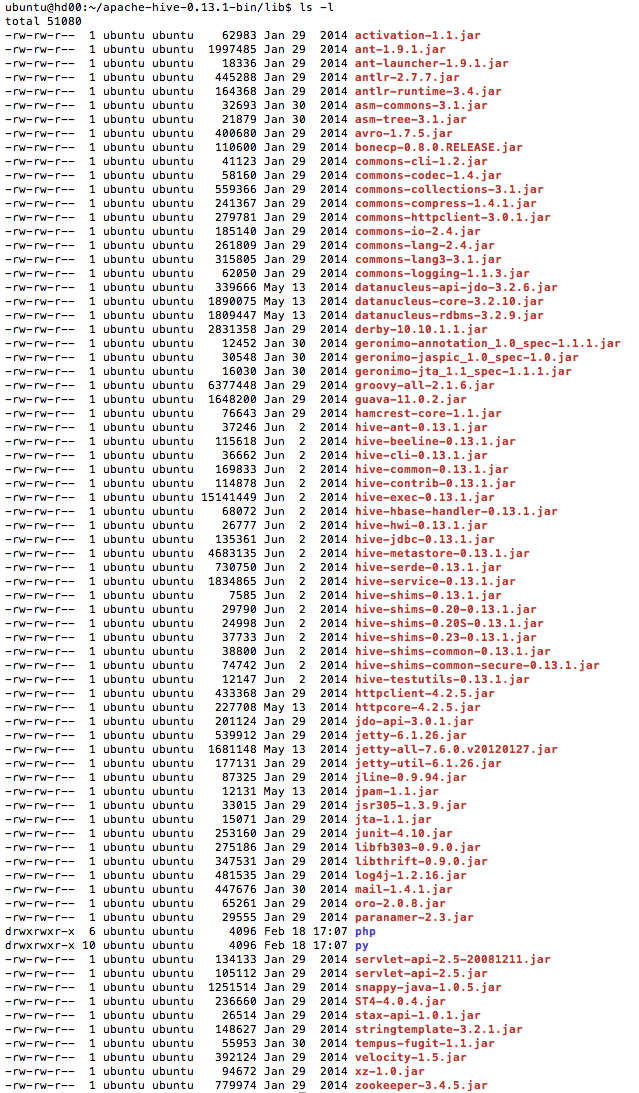 ubuntu@hd00:~/apache-hive-0.13.1-bin/lib$ ls -l
total 51080
-rw-rw-r--  1 ubuntu ubuntu    62983 Jan 29  2014 activation-1.1.jar
-rw-rw-r--  1 ubuntu ubuntu  1997485 Jan 29  2014 ant-1.9.1.jar
-rw-rw-r--  1 ubuntu ubuntu    18336 Jan 29  2014 ant-launcher-1.9.1.jar
-rw-rw-r--  1 ubuntu ubuntu   445288 Jan 29  2014 antlr-2.7.7.jar
-rw-rw-r--  1 ubuntu ubuntu   164368 Jan 29  2014 antlr-runtime-3.4.jar
-rw-rw-r--  1 ubuntu ubuntu    32693 Jan 30  2014 asm-commons-3.1.jar
-rw-rw-r--  1 ubuntu ubuntu    21879 Jan 30  2014 asm-tree-3.1.jar
-rw-rw-r--  1 ubuntu ubuntu   400680 Jan 29  2014 avro-1.7.5.jar
-rw-rw-r--  1 ubuntu ubuntu   110600 Jan 29  2014 bonecp-0.8.0.RELEASE.jar
-rw-rw-r--  1 ubuntu ubuntu    41123 Jan 29  2014 commons-cli-1.2.jar
-rw-rw-r--  1 ubuntu ubuntu    58160 Jan 29  2014 commons-codec-1.4.jar
-rw-rw-r--  1 ubuntu ubuntu   559366 Jan 29  2014 commons-collections-3.1.jar
-rw-rw-r--  1 ubuntu ubuntu   241367 Jan 29  2014 commons-compress-1.4.1.jar
-rw-rw-r--  1 ubuntu ubuntu   279781 Jan 29  2014 commons-httpclient-3.0.1.jar
-rw-rw-r--  1 ubuntu ubuntu   185140 Jan 29  2014 commons-io-2.4.jar
-rw-rw-r--  1 ubuntu ubuntu   261809 Jan 29  2014 commons-lang-2.4.jar
-rw-rw-r--  1 ubuntu ubuntu   315805 Jan 29  2014 commons-lang3-3.1.jar
-rw-rw-r--  1 ubuntu ubuntu    62050 Jan 29  2014 commons-logging-1.1.3.jar
-rw-rw-r--  1 ubuntu ubuntu   339666 May 13  2014 datanucleus-api-jdo-3.2.6.jar
-rw-rw-r--  1 ubuntu ubuntu  1890075 May 13  2014 datanucleus-core-3.2.10.jar
-rw-rw-r--  1 ubuntu ubuntu  1809447 May 13  2014 datanucleus-rdbms-3.2.9.jar
-rw-rw-r--  1 ubuntu ubuntu  2831358 Jan 29  2014 derby-10.10.1.1.jar
-rw-rw-r--  1 ubuntu ubuntu    12452 Jan 30  2014 geronimo-annotation_1.0_spec-1.1.1.jar
-rw-rw-r--  1 ubuntu ubuntu    30548 Jan 30  2014 geronimo-jaspic_1.0_spec-1.0.jar
-rw-rw-r--  1 ubuntu ubuntu    16030 Jan 30  2014 geronimo-jta_1.1_spec-1.1.1.jar
-rw-rw-r--  1 ubuntu ubuntu  6377448 Jan 29  2014 groovy-all-2.1.6.jar
-rw-rw-r--  1 ubuntu ubuntu  1648200 Jan 29  2014 guava-11.0.2.jar
-rw-rw-r--  1 ubuntu ubuntu    76643 Jan 29  2014 hamcrest-core-1.1.jar
-rw-rw-r--  1 ubuntu ubuntu    37246 Jun  2  2014 hive-ant-0.13.1.jar
-rw-rw-r--  1 ubuntu ubuntu   115618 Jun  2  2014 hive-beeline-0.13.1.jar
-rw-rw-r--  1 ubuntu ubuntu    36662 Jun  2  2014 hive-cli-0.13.1.jar
-rw-rw-r--  1 ubuntu ubuntu   169833 Jun  2  2014 hive-common-0.13.1.jar
-rw-rw-r--  1 ubuntu ubuntu   114878 Jun  2  2014 hive-contrib-0.13.1.jar
-rw-rw-r--  1 ubuntu ubuntu 15141449 Jun  2  2014 hive-exec-0.13.1.jar
-rw-rw-r--  1 ubuntu ubuntu    68072 Jun  2  2014 hive-hbase-handler-0.13.1.jar
-rw-rw-r--  1 ubuntu ubuntu    26777 Jun  2  2014 hive-hwi-0.13.1.jar
-rw-rw-r--  1 ubuntu ubuntu   135361 Jun  2  2014 hive-jdbc-0.13.1.jar
-rw-rw-r--  1 ubuntu ubuntu  4683135 Jun  2  2014 hive-metastore-0.13.1.jar
-rw-rw-r--  1 ubuntu ubuntu   730750 Jun  2  2014 hive-serde-0.13.1.jar
-rw-rw-r--  1 ubuntu ubuntu  1834865 Jun  2  2014 hive-service-0.13.1.jar
-rw-rw-r--  1 ubuntu ubuntu     7585 Jun  2  2014 hive-shims-0.13.1.jar
-rw-rw-r--  1 ubuntu ubuntu    29790 Jun  2  2014 hive-shims-0.20-0.13.1.jar
-rw-rw-r--  1 ubuntu ubuntu    24998 Jun  2  2014 hive-shims-0.20S-0.13.1.jar
-rw-rw-r--  1 ubuntu ubuntu    37733 Jun  2  2014 hive-shims-0.23-0.13.1.jar
-rw-rw-r--  1 ubuntu ubuntu    38800 Jun  2  2014 hive-shims-common-0.13.1.jar
-rw-rw-r--  1 ubuntu ubuntu    74742 Jun  2  2014 hive-shims-common-secure-0.13.1.jar
-rw-rw-r--  1 ubuntu ubuntu    12147 Jun  2  2014 hive-testutils-0.13.1.jar
-rw-rw-r--  1 ubuntu ubuntu   433368 Jan 29  2014 httpclient-4.2.5.jar
-rw-rw-r--  1 ubuntu ubuntu   227708 May 13  2014 httpcore-4.2.5.jar
-rw-rw-r--  1 ubuntu ubuntu   201124 Jan 29  2014 jdo-api-3.0.1.jar
-rw-rw-r--  1 ubuntu ubuntu   539912 Jan 29  2014 jetty-6.1.26.jar
-rw-rw-r--  1 ubuntu ubuntu  1681148 May 13  2014 jetty-all-7.6.0.v20120127.jar
-rw-rw-r--  1 ubuntu ubuntu   177131 Jan 29  2014 jetty-util-6.1.26.jar
-rw-rw-r--  1 ubuntu ubuntu    87325 Jan 29  2014 jline-0.9.94.jar
-rw-rw-r--  1 ubuntu ubuntu    12131 May 13  2014 jpam-1.1.jar
-rw-rw-r--  1 ubuntu ubuntu    33015 Jan 29  2014 jsr305-1.3.9.jar
-rw-rw-r--  1 ubuntu ubuntu    15071 Jan 29  2014 jta-1.1.jar
-rw-rw-r--  1 ubuntu ubuntu   253160 Jan 29  2014 junit-4.10.jar
-rw-rw-r--  1 ubuntu ubuntu   275186 Jan 29  2014 libfb303-0.9.0.jar
-rw-rw-r--  1 ubuntu ubuntu   347531 Jan 29  2014 libthrift-0.9.0.jar
-rw-rw-r--  1 ubuntu ubuntu   481535 Jan 29  2014 log4j-1.2.16.jar
-rw-rw-r--  1 ubuntu ubuntu   447676 Jan 30  2014 mail-1.4.1.jar
-rw-rw-r--  1 ubuntu ubuntu    65261 Jan 29  2014 oro-2.0.8.jar
-rw-rw-r--  1 ubuntu ubuntu    29555 Jan 29  2014 paranamer-2.3.jar
drwxrwxr-x  6 ubuntu ubuntu     4096 Feb 18 17:07 php
drwxrwxr-x 10 ubuntu ubuntu     4096 Feb 18 17:07 py
-rw-rw-r--  1 ubuntu ubuntu   134133 Jan 29  2014 servlet-api-2.5-20081211.jar
-rw-rw-r--  1 ubuntu ubuntu   105112 Jan 29  2014 servlet-api-2.5.jar
-rw-rw-r--  1 ubuntu ubuntu  1251514 Jan 29  2014 snappy-java-1.0.5.jar
-rw-rw-r--  1 ubuntu ubuntu   236660 Jan 29  2014 ST4-4.0.4.jar
-rw-rw-r--  1 ubuntu ubuntu    26514 Jan 29  2014 stax-api-1.0.1.jar
-rw-rw-r--  1 ubuntu ubuntu   148627 Jan 29  2014 stringtemplate-3.2.1.jar
-rw-rw-r--  1 ubuntu ubuntu    55953 Jan 30  2014 tempus-fugit-1.1.jar
-rw-rw-r--  1 ubuntu ubuntu   392124 Jan 29  2014 velocity-1.5.jar
-rw-rw-r--  1 ubuntu ubuntu    94672 Jan 29  2014 xz-1.0.jar
-rw-rw-r--  1 ubuntu ubuntu   779974 Jan 29  2014 zookeeper-3.4.5.jar